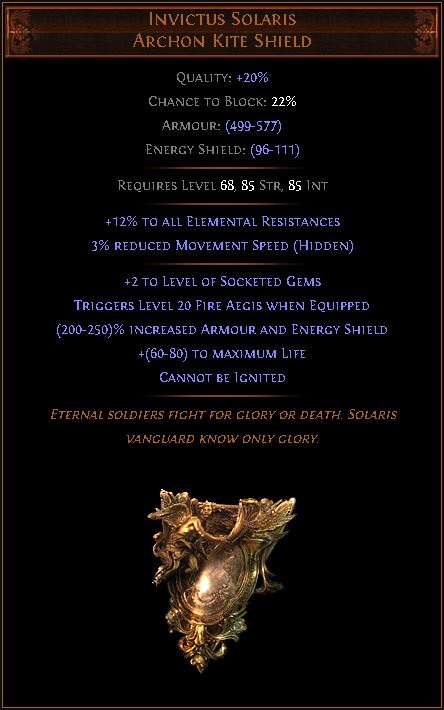 Invictus Solaris
Archon Kite Shield
Quality: +20%
Chance to Block: 22%
Armour: (499-577)
Energy Shield: (96-111)
Requires Level 68, 85 Str, 85 Int
+12% to all Elemental Resistances
3% reduced Movement Speed (Hidden)
+2 to Level of Socketed Gems
Triggers Level 20 Fire Aegis when Equipped
(200-250)% increased Armour and Energy Shield
+(60-80) to maximum Life
Cannot be Ignited
Eternal soldiers fight for glory or death. Solaris
vanguard know only glory.